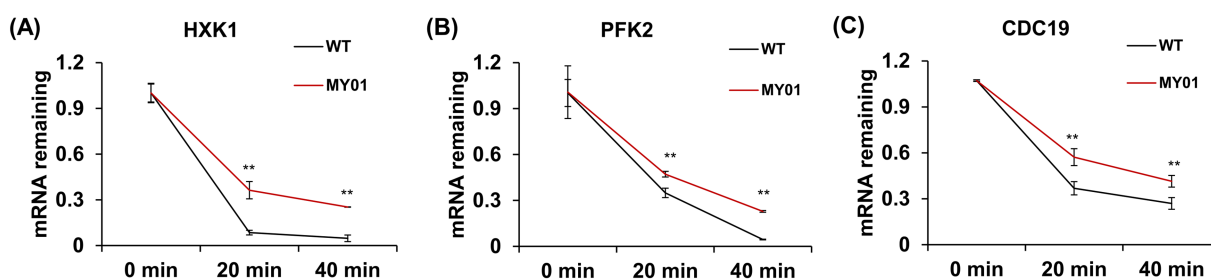 (A)
HXK1
WT
MY01
mRNA remaining
1.2
0.9
0.6
0.3
0
**
**
0 min 20 min 40 min
(B)
PFK2
WT
MY01
mRNA remaining
1.2
0.9
0.6
0.3
0
**
**
0 min 20 min 40 min
(C)
CDC19
WT
MY01
mRNA remaining
1.2
0.9
0.6
0.3
0
**
**
0 min 20 min 40 min